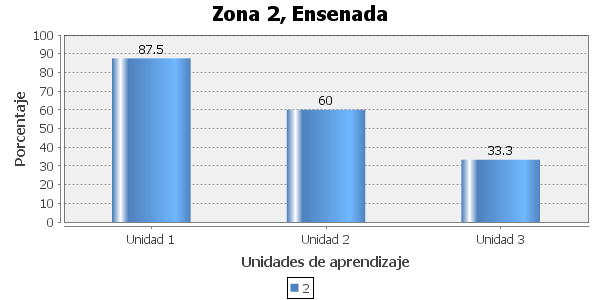 Zona 2, Ensenada
Porcentaje
100
90
80
70
60
50
40
30
20
10
0
87.5
60
33.3
Unidad 1
Unidad 2
Unidad 3
Unidades de aprendizaje
2